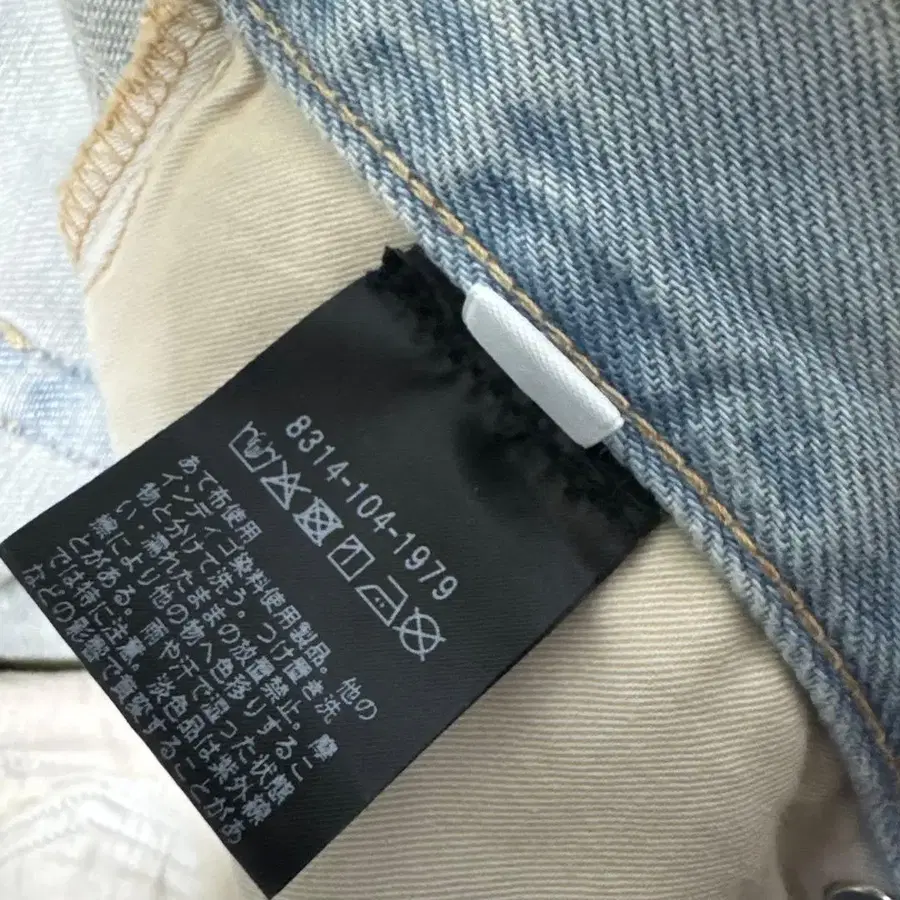 8314-104-1979
あて布使用
インディゴ染料使用製品。他の
物と分けて洗う。つけ置き洗
い・濡れたままの放置禁止。摩
擦により他の物へ色移りするこ
とがある。雨や汗で湿った状態
では特に注意。淡色品は紫外線
などの影響で黄変することがあ